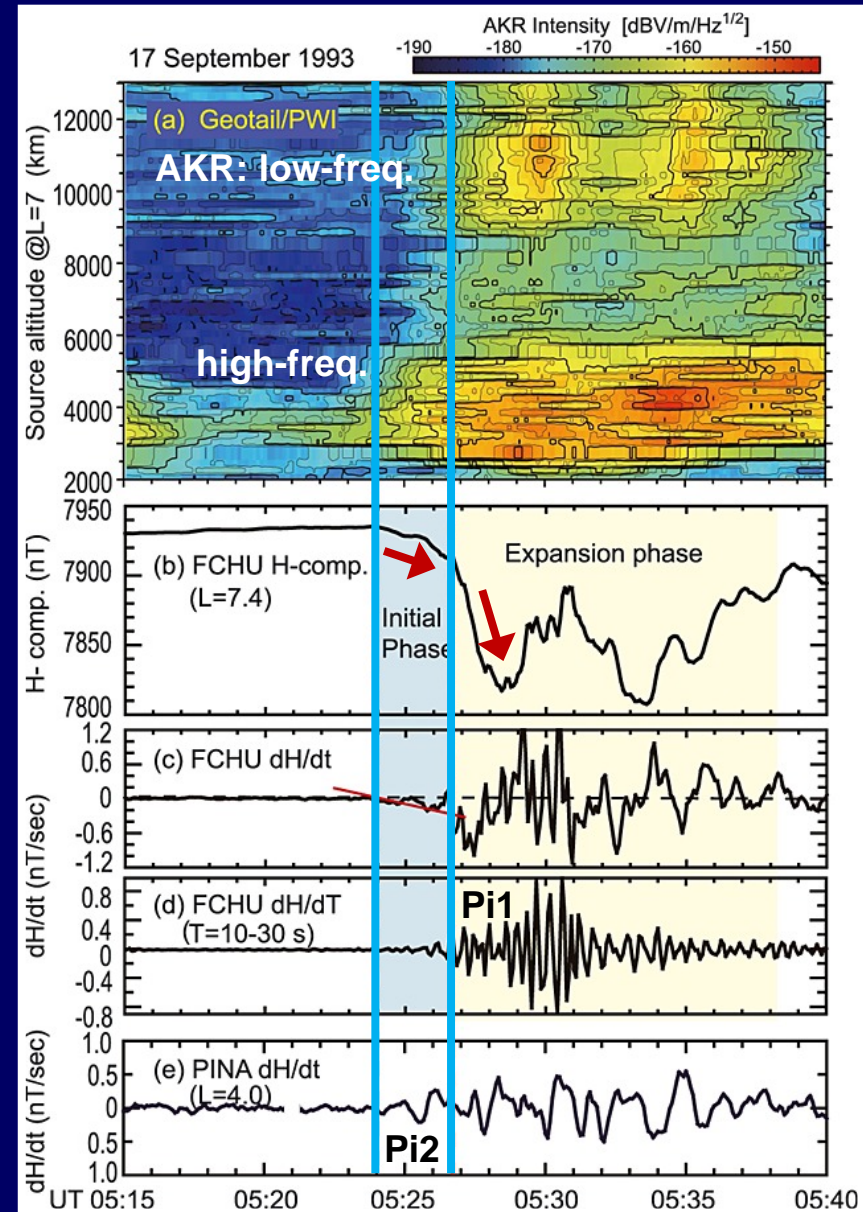 AKR Intensity [dBV/m/Hz1/2]
17 September 1993
-190 -180 -170 -160 -150
(a) Geotail/PWI
AKR: low-freq.
high-freq.
Source altitude @L=7 (km)
12000
10000
8000
6000
4000
2000
(b) FCHU H-comp.
(L=7.4)
Initial
Phase
Expansion phase
H- comp. (nT)
7950
7900
7850
7800
(c) FCHU dH/dt
1.2
0.6
0
-0.6
-1.2
dH/dt (nT/sec)
(d) FCHU dH/dT
(T=10-30 s)
Pi1
0.8
0.4
0
-0.4
-0.8
(e) PINA dH/dt
(L=4.0)
Pi2
dH/dt (nT/sec)
1.0
0.5
0
0.5
1.0
UT 05:15 05:20 05:25 05:30 05:35 05:40